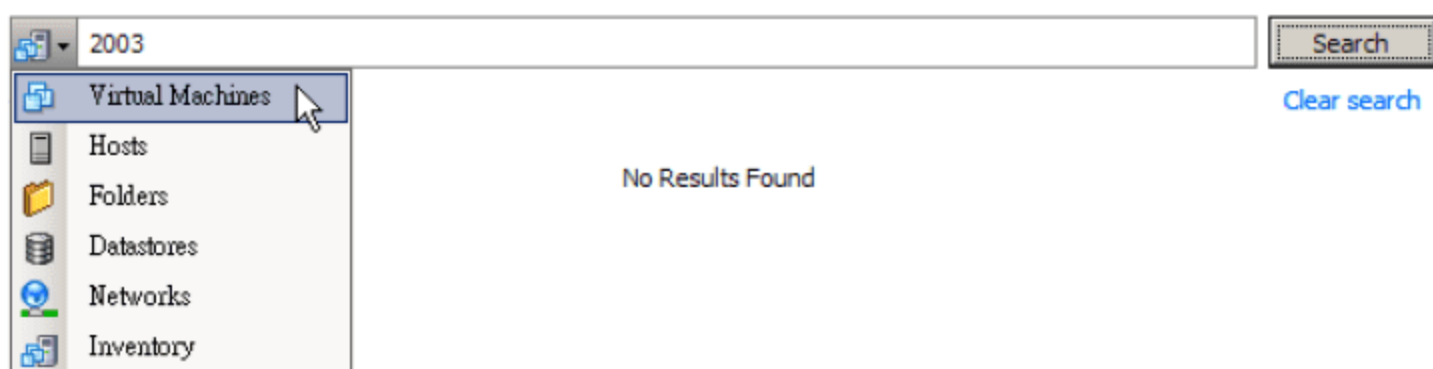 2003
Search
Virtual Machines
Clear search
Hosts
No Results Found
Folders
Datastores
Networks
Inventory